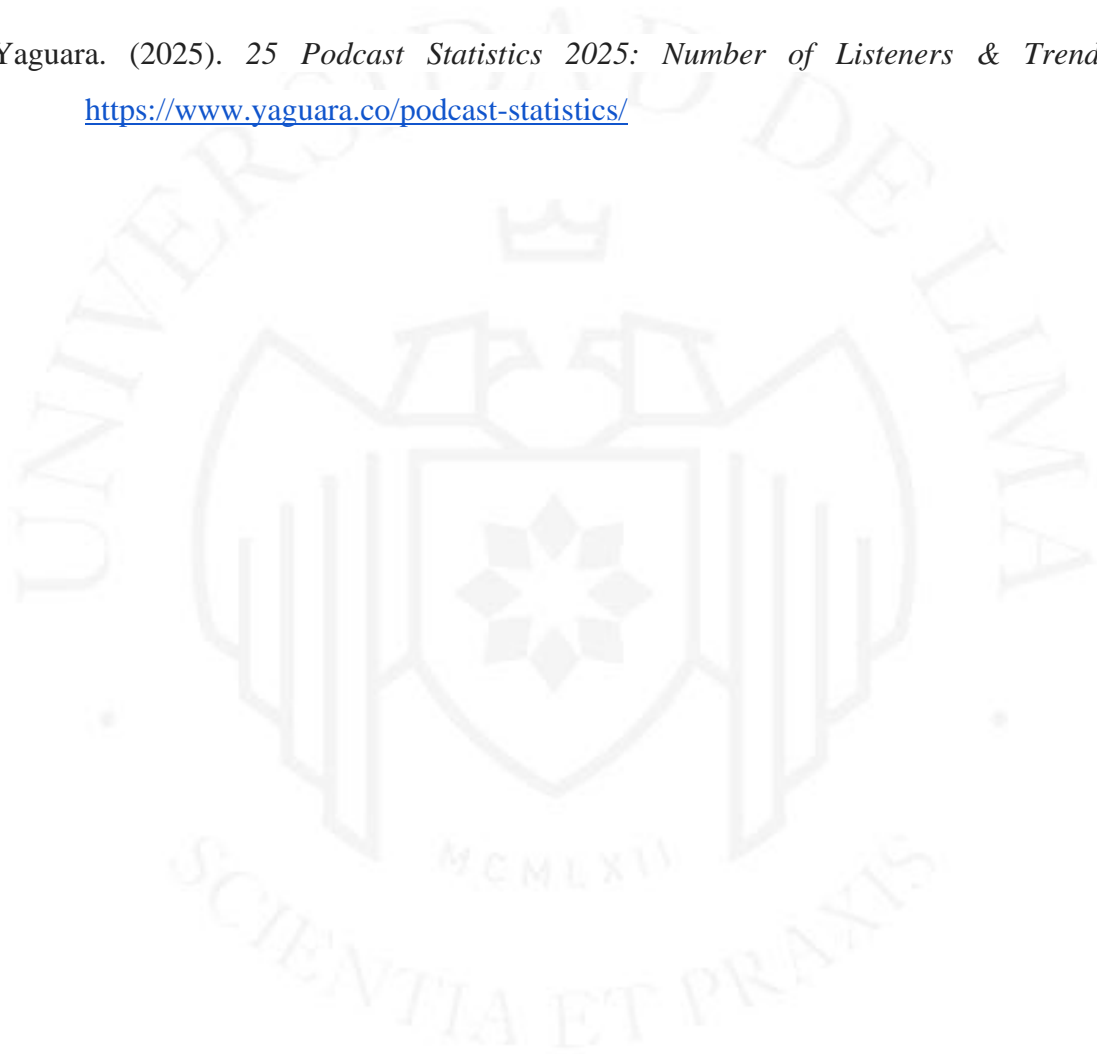 Yaguara. (2025). 25 Podcast Statistics 2025: Number of Listeners & Trend
https://www.yaguara.co/podcast-statistics/
UNIVERSIDAD DE LIMA
MCMLXII
SCIENTIA ET PRAXIS